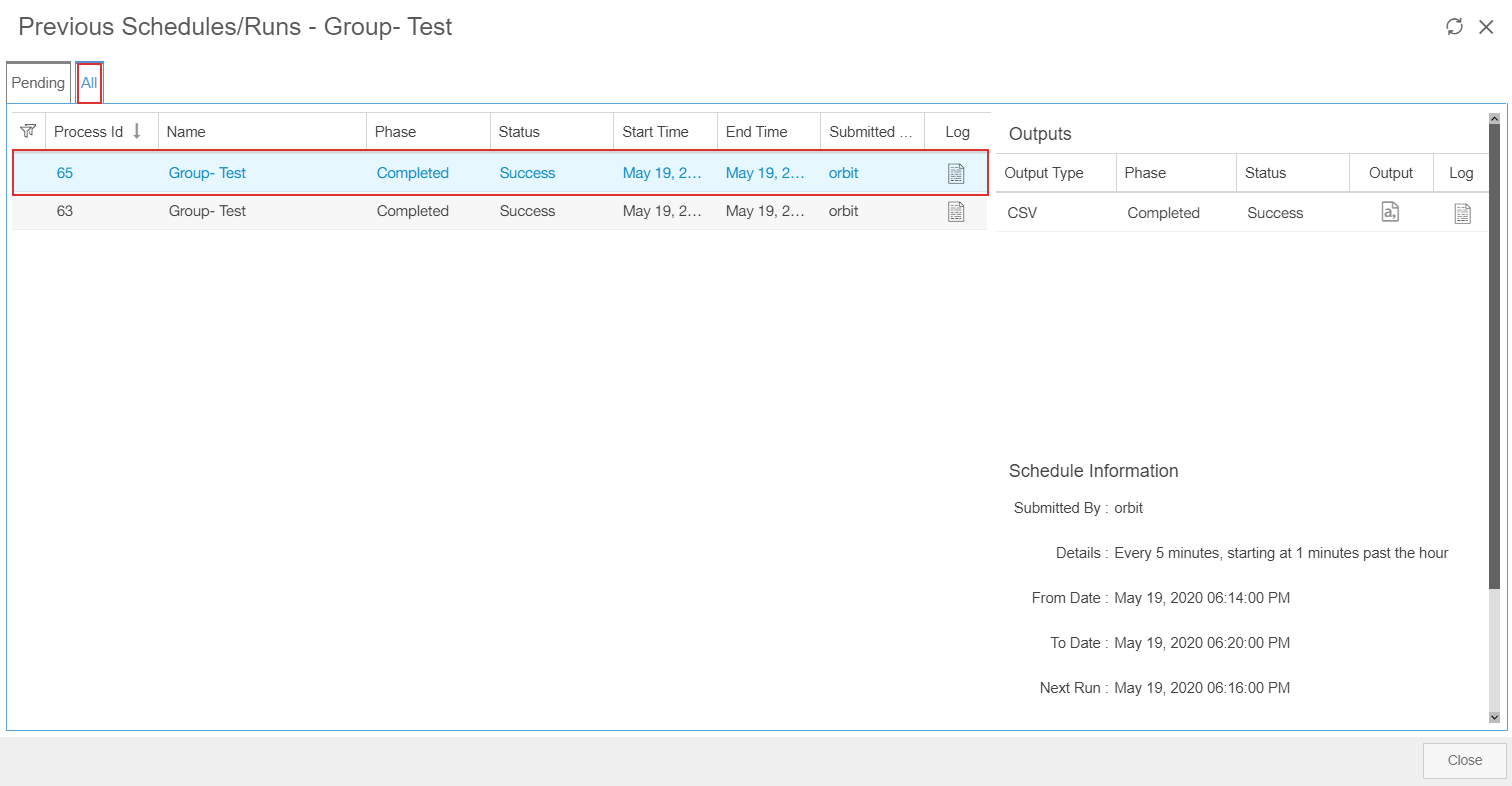 Previous Schedules/Runs - Group- Test
Pending All
Process Id Name Phase Status Start Time End Time Submitted ... Log
65 Group- Test Completed Success May 19, 2... May 19, 2... orbit
63 Group- Test Completed Success May 19, 2... May 19, 2... orbit
Outputs
Output Type Phase Status Output Log
CSV Completed Success a,
Schedule Information
Submitted By : orbit
Details : Every 5 minutes, starting at 1 minutes past the hour
From Date : May 19, 2020 06:14:00 PM
To Date : May 19, 2020 06:20:00 PM
Next Run : May 19, 2020 06:16:00 PM
Close